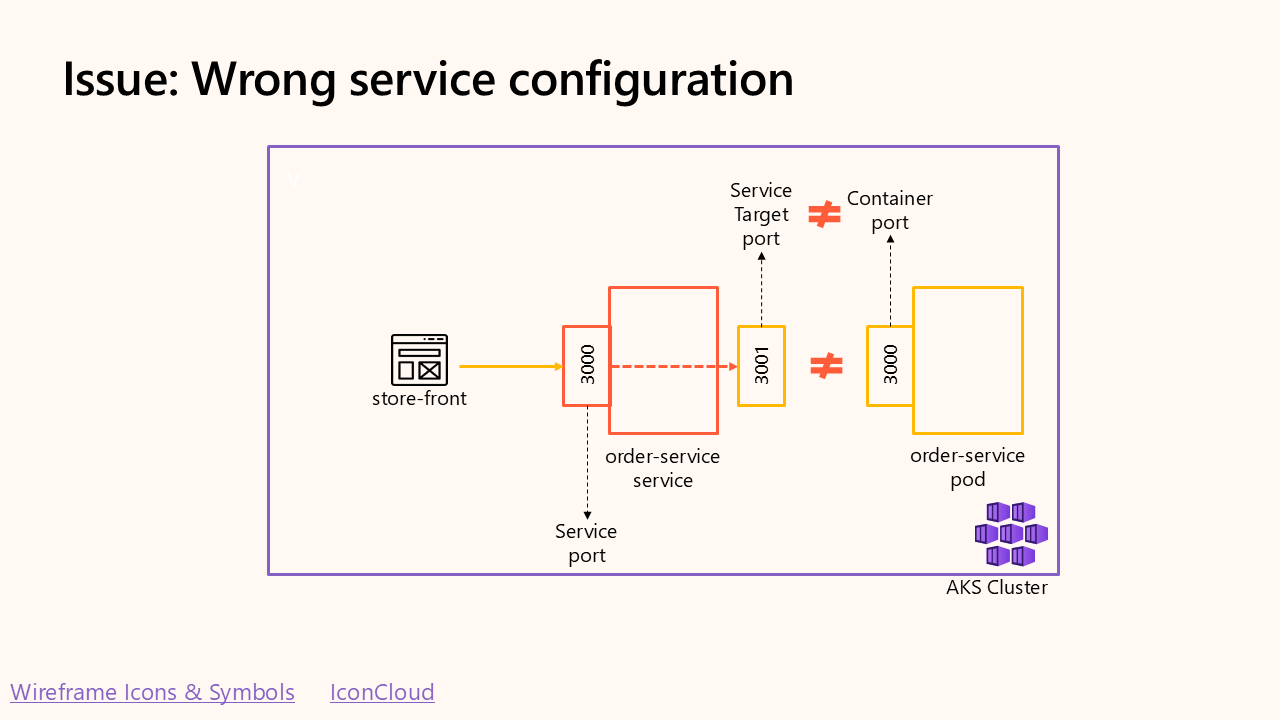 Issue: Wrong service configuration
V
Service
Target
port
≠
Container
port
store-front
3000
3001
≠
3000
order-service
service
order-service
pod
Service
port
AKS Cluster
Wireframe Icons & Symbols
IconCloud